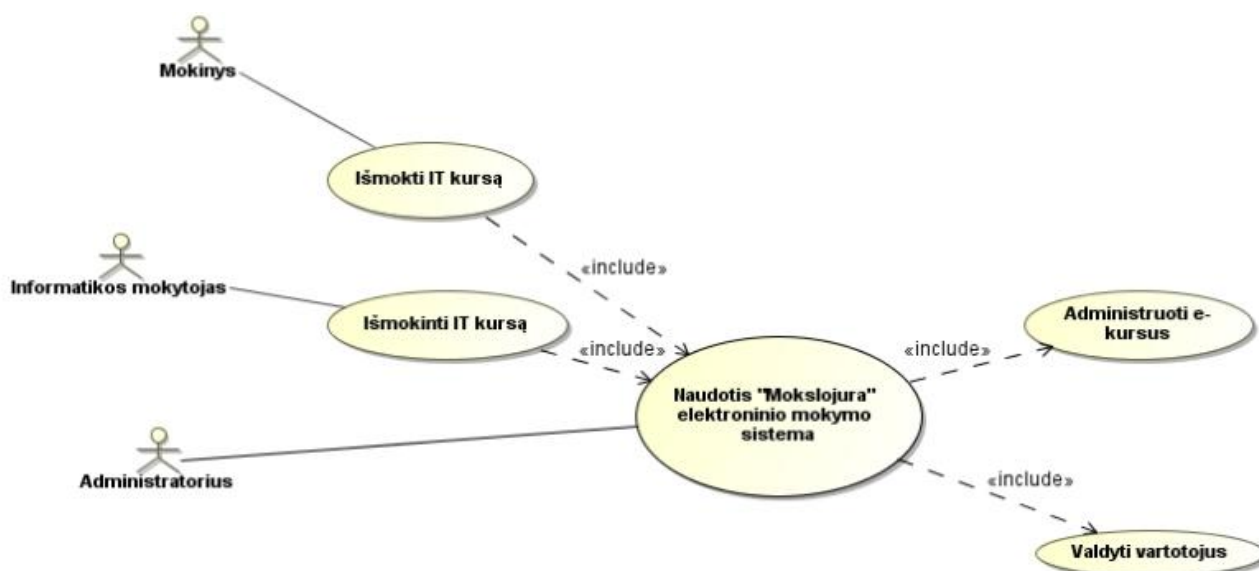 Mokinys
Išmokti IT kursą
«include»
Informatikos mokytojas
Išmokinti IT kursą
«include»
Administruoti e-
kursus
«include»
Naudotis "Mokslojura"
elektroninio mokymo
sistema
Administratorius
«include»
Valdyti vartotojus